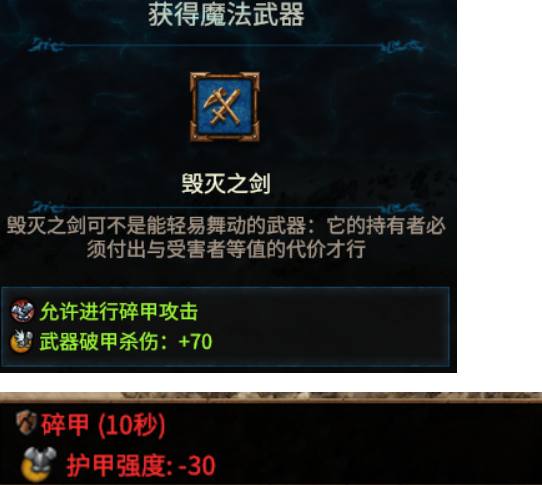 获得魔法武器
毁灭之剑
毁灭之剑可不是能轻易舞动的武器：它的持有者必
须付出与受害者等值的代价才行
允许进行碎甲攻击
武器破甲杀伤：+70
碎甲 (10秒)
护甲强度: -30